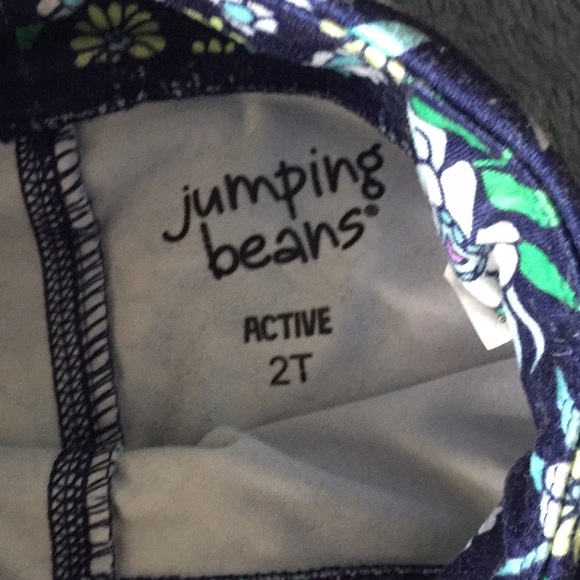 jumping
beans®
ACTIVE
2T